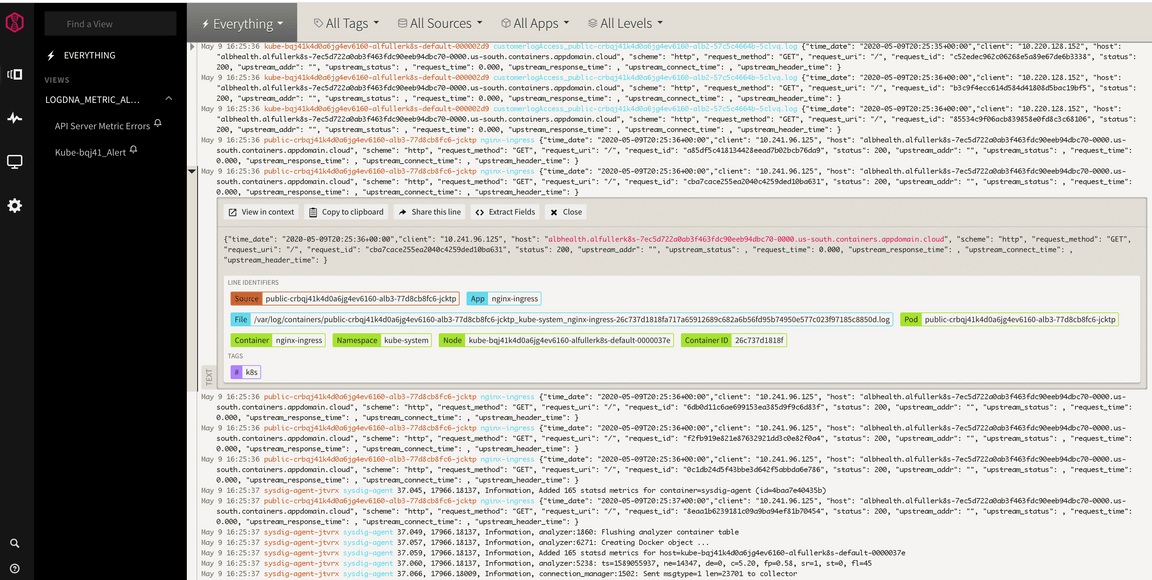 Find a View
Everything
All Tags
All Sources
All Apps
All Levels
EVERYTHING
VIEWS
LOGDNA_METRIC_AL...
API Server Metric Errors
Kube-bqj41_Alert
May 9 16:25:36 kube-bqj41k4d0a6jg4ev6160-alfullerk8s-default-000002d9 customerlogAccess_public-crbqj41k4d0a6jg4ev6160-alb2-57c5c4664b-5clvq.log {"time_date": "2020-05-09T20:25:35+00:00","client": "10.220.128.152", "host":
"albhealth.alfullerk8s-7ec5d722a0ab3f463fdc90eeb94dbc70-0000.us-south.containers.appdomain.cloud", "scheme": "http", "request_method": "GET", "request_uri": "/", "request_id": "c52edec962c06268e5a89e67de6b3338", "status":
200, "upstream_addr": "", "upstream_status": , "request_time": 0.000, "upstream_response_time": , "upstream_connect_time": , "upstream_header_time": }
May 9 16:25:36 kube-bqj41k4d0a6jg4ev6160-alfullerk8s-default-000002d9 customerlogAccess_public-crbqj41k4d0a6jg4ev6160-alb2-57c5c4664b-5clvq.log {"time_date": "2020-05-09T20:25:36+00:00","client": "10.220.128.152", "host":
"albhealth.alfullerk8s-7ec5d722a0ab3f463fdc90eeb94dbc70-0000.us-south.containers.appdomain.cloud", "scheme": "http", "request_method": "GET", "request_uri": "/", "request_id": "b3c9f4ecc614d584d41808d5bac19bf5", "status":
200, "upstream_addr": "", "upstream_status": , "request_time": 0.000, "upstream_response_time": , "upstream_connect_time": , "upstream_header_time": }
May 9 16:25:36 kube-bqj41k4d0a6jg4ev6160-alfullerk8s-default-000002d9 customerlogAccess_public-crbqj41k4d0a6jg4ev6160-alb2-57c5c4664b-5clvq.log {"time_date": "2020-05-09T20:25:36+00:00","client": "10.220.128.152", "host":
"albhealth.alfullerk8s-7ec5d722a0ab3f463fdc90eeb94dbc70-0000.us-south.containers.appdomain.cloud", "scheme": "http", "request_method": "GET", "request_uri": "/", "request_id": "85534c9f06acb839858e0fd8c3c68106", "status":
200, "upstream_addr": "", "upstream_status": , "request_time": 0.000, "upstream_response_time": , "upstream_connect_time": , "upstream_header_time": }
May 9 16:25:36 public-crbqj41k4d0a6jg4ev6160-alb3-77d8cb8fc6-jcktp nginx-ingress {"time_date": "2020-05-09T20:25:36+00:00","client": "10.241.96.125", "host": "albhealth.alfullerk8s-7ec5d722a0ab3f463fdc90eeb94dbc70-0000.us-
south.containers.appdomain.cloud", "scheme": "http", "request_method": "GET", "request_uri": "/", "request_id": "a85df5c418134428eead7b02bcb76da9", "status": 200, "upstream_addr": "", "upstream_status": , "request_time":
0.000, "upstream_response_time": , "upstream_connect_time": , "upstream_header_time": }
May 9 16:25:36 public-crbqj41k4d0a6jg4ev6160-alb3-77d8cb8fc6-jcktp nginx-ingress {"time_date": "2020-05-09T20:25:36+00:00","client": "10.241.96.125", "host": "albhealth.alfullerk8s-7ec5d722a0ab3f463fdc90eeb94dbc70-0000.us-
south.containers.appdomain.cloud", "scheme": "http", "request_method": "GET", "request_uri": "/", "request_id": "cba7cace255ea2040c4259ded10ba631", "status": 200, "upstream_addr": "", "upstream_status": , "request_time":
0.000, "upstream_response_time": , "upstream_connect_time": , "upstream_header_time": }
View in context
Copy to clipboard
Share this line
Extract Fields
Close
{"time_date": "2020-05-09T20:25:36+00:00","client": "10.241.96.125", "host": "albhealth.alfullerk8s-7ec5d722a0ab3f463fdc90eeb94dbc70-0000.us-south.containers.appdomain.cloud", "scheme": "http", "request_method": "GET",
"request_uri": "/", "request_id": "cba7cace255ea2040c4259ded10ba631", "status": 200, "upstream_addr": "", "upstream_status": , "request_time": 0.000, "upstream_response_time": , "upstream_connect_time": ,
"upstream_header_time": }
LINE IDENTIFIERS
Source public-crbqj41k4d0a6jg4ev6160-alb3-77d8cb8fc6-jcktp App nginx-ingress
File /var/log/containers/public-crbqj41k4d0a6jg4ev6160-alb3-77d8cb8fc6-jcktp_kube-system_nginx-ingress-26c737d1818fa717a65912689c682a6b56fd95b74950e577c023f97185c8850d.log Pod public-crbqj41k4d0a6jg4ev6160-alb3-77d8cb8fc6-jcktp
Container nginx-ingress Namespace kube-system Node kube-bqj41k4d0a6jg4ev6160-alfullerk8s-default-0000037e Container ID 26c737d1818f
TAGS
# k8s
TEXT
May 9 16:25:36 public-crbqj41k4d0a6jg4ev6160-alb3-77d8cb8fc6-jcktp nginx-ingress {"time_date": "2020-05-09T20:25:36+00:00","client": "10.241.96.125", "host": "albhealth.alfullerk8s-7ec5d722a0ab3f463fdc90eeb94dbc70-0000.us-
south.containers.appdomain.cloud", "scheme": "http", "request_method": "GET", "request_uri": "/", "request_id": "6db0d11c6ae699153ea385d9f9c6d83f", "status": 200, "upstream_addr": "", "upstream_status": , "request_time":
0.000, "upstream_response_time": , "upstream_connect_time": , "upstream_header_time": }
May 9 16:25:36 public-crbqj41k4d0a6jg4ev6160-alb3-77d8cb8fc6-jcktp nginx-ingress {"time_date": "2020-05-09T20:25:36+00:00","client": "10.241.96.125", "host": "albhealth.alfullerk8s-7ec5d722a0ab3f463fdc90eeb94dbc70-0000.us-
south.containers.appdomain.cloud", "scheme": "http", "request_method": "GET", "request_uri": "/", "request_id": "f2fb919e821e87632921dd3c0e82f0a4", "status": 200, "upstream_addr": "", "upstream_status": , "request_time":
0.000, "upstream_response_time": , "upstream_connect_time": , "upstream_header_time": }
May 9 16:25:36 public-crbqj41k4d0a6jg4ev6160-alb3-77d8cb8fc6-jcktp nginx-ingress {"time_date": "2020-05-09T20:25:36+00:00","client": "10.241.96.125", "host": "albhealth.alfullerk8s-7ec5d722a0ab3f463fdc90eeb94dbc70-0000.us-
south.containers.appdomain.cloud", "scheme": "http", "request_method": "GET", "request_uri": "/", "request_id": "0c1db24d5f43bbe3d642f5abbda6e786", "status": 200, "upstream_addr": "", "upstream_status": , "request_time":
0.000, "upstream_response_time": , "upstream_connect_time": , "upstream_header_time": }
May 9 16:25:37 sysdig-agent-jtvrx sysdig-agent 37.045, 17966.18137, Information, Added 165 statsd metrics for container=sysdig-agent (id=4baa7e40435b)
May 9 16:25:37 public-crbqj41k4d0a6jg4ev6160-alb3-77d8cb8fc6-jcktp nginx-ingress {"time_date": "2020-05-09T20:25:37+00:00","client": "10.241.96.125", "host": "albhealth.alfullerk8s-7ec5d722a0ab3f463fdc90eeb94dbc70-0000.us-
south.containers.appdomain.cloud", "scheme": "http", "request_method": "GET", "request_uri": "/", "request_id": "8eaa1b6239181c09a9ba94ef81b70454", "status": 200, "upstream_addr": "", "upstream_status": , "request_time":
0.000, "upstream_response_time": , "upstream_connect_time": , "upstream_header_time": }
May 9 16:25:37 sysdig-agent-jtvrx sysdig-agent 37.049, 17966.18137, Information, analyzer:1860: Flushing analyzer container table
May 9 16:25:37 sysdig-agent-jtvrx sysdig-agent 37.057, 17966.18137, Information, analyzer:6271: Creating Docker object ...
May 9 16:25:37 sysdig-agent-jtvrx sysdig-agent 37.059, 17966.18137, Information, Added 165 statsd metrics for host=kube-bqj41k4d0a6jg4ev6160-alfullerk8s-default-0000037e
May 9 16:25:37 sysdig-agent-jtvrx sysdig-agent 37.060, 17966.18137, Information, analyzer:5238: ts=1589055937, ne=14347, de=0, c=5.20, fp=0.58, sr=1, st=0, fl=45
May 9 16:25:37 sysdig-agent-jtvrx sysdig-agent 37.066, 17966.18009, Information, connection_manager:1502: Sent msgtype=1 len=23701 to collector